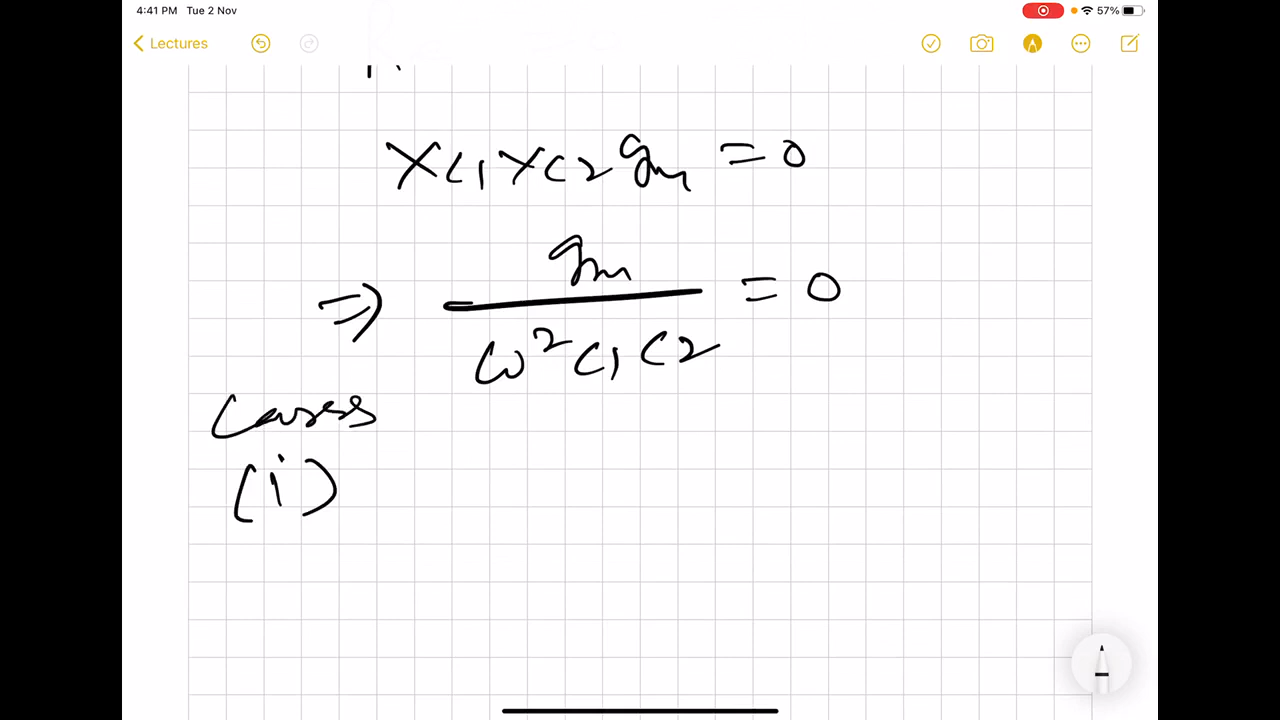 4:41 PM Tue 2 Nov 57%
Lectures
XC1XC2gm = 0
⇒ gm / ω²C1C2 = 0
Cases
(i)